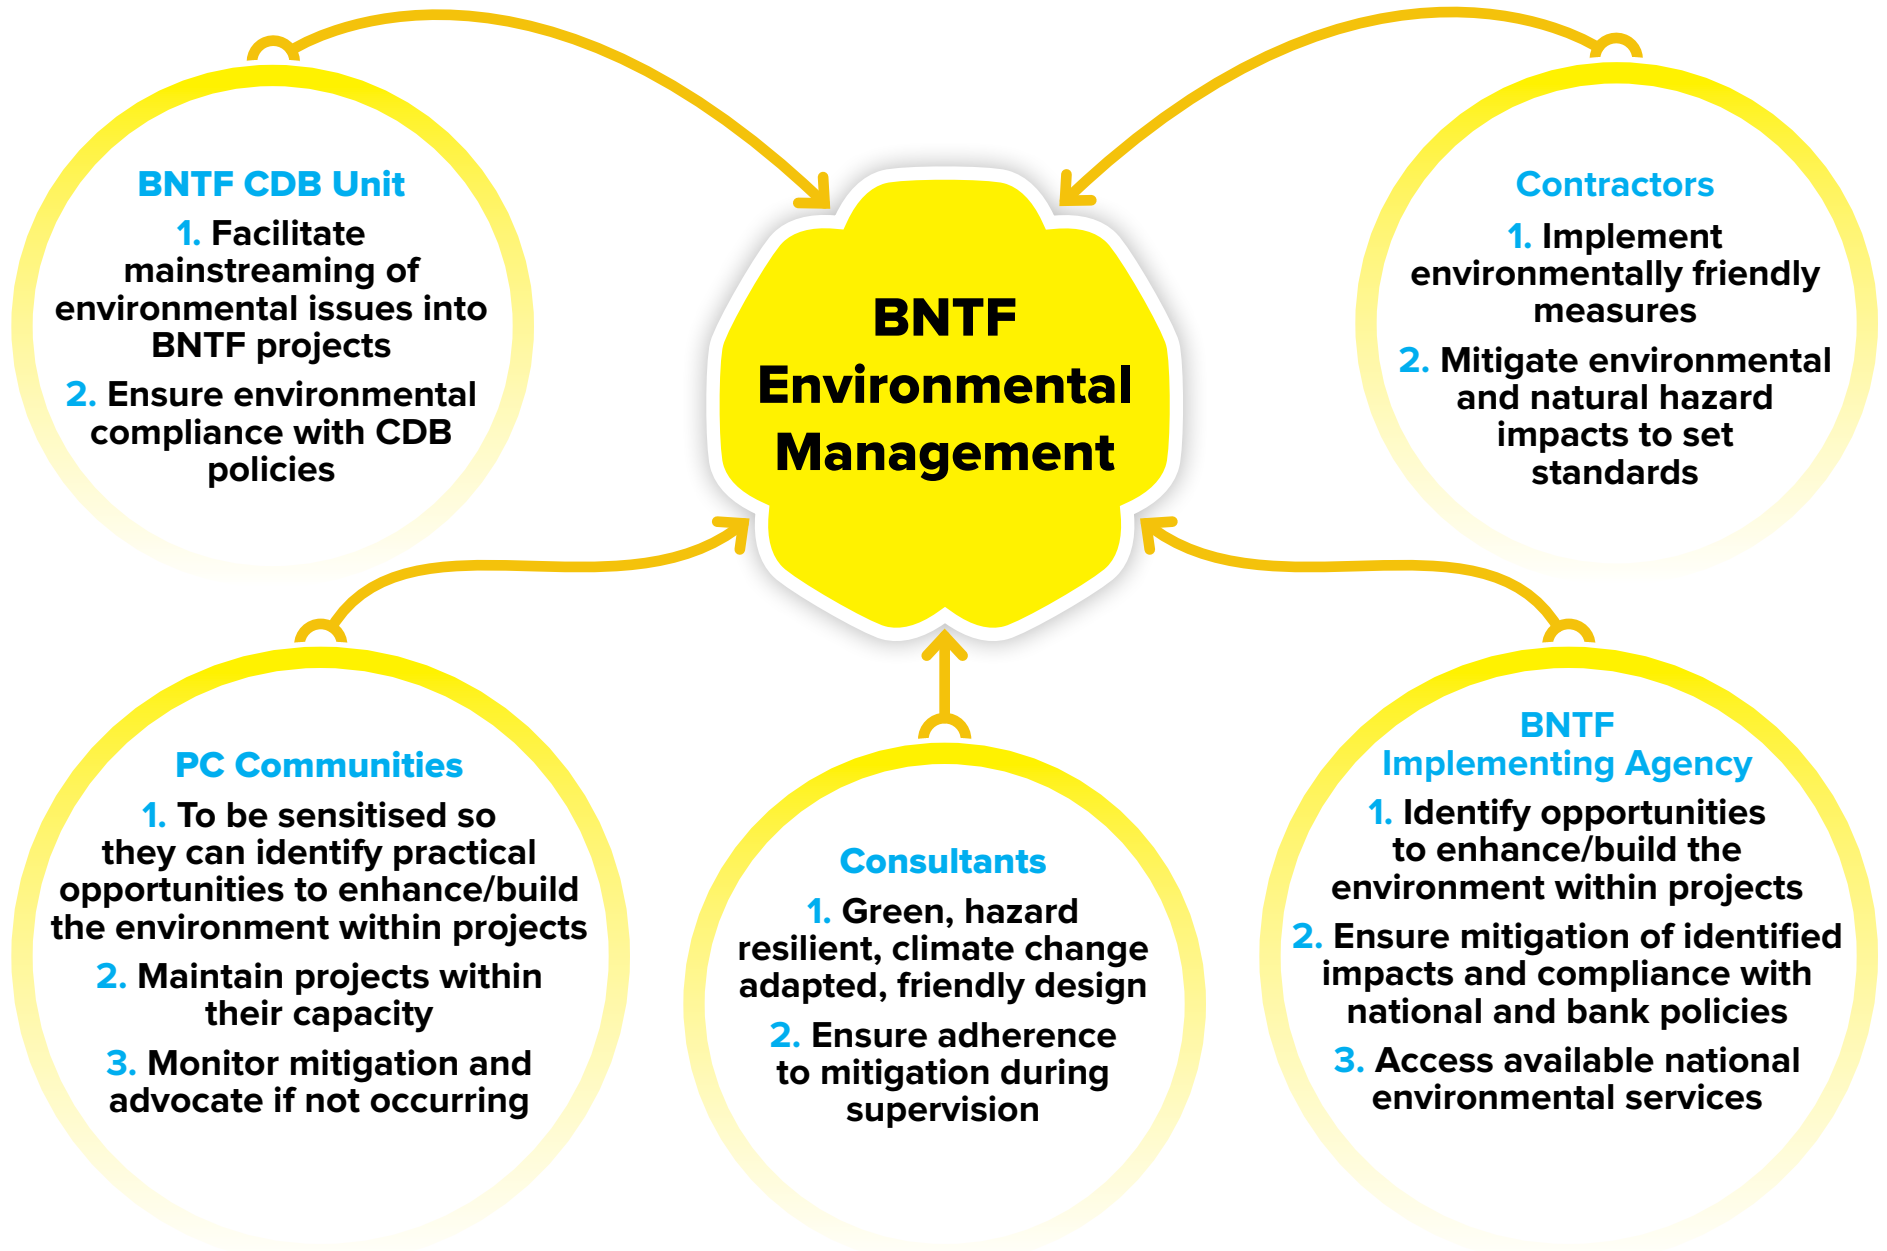 BNTF CDB Unit
1. Facilitate
mainstreaming of
environmental issues into
BNTF projects
2. Ensure environmental
compliance with CDB
policies
BNTF
Environmental
Management
Contractors
1. Implement
environmentally friendly
measures
2. Mitigate environmental
and natural hazard
impacts to set
standards
PC Communities
1. To be sensitised so
they can identify practical
opportunities to enhance/build
the environment within projects
2. Maintain projects within
their capacity
3. Monitor mitigation and
advocate if not occurring
Consultants
1. Green, hazard
resilient, climate change
adapted, friendly design
2. Ensure adherence
to mitigation during
supervision
BNTF
Implementing Agency
1. Identify opportunities
to enhance/build the
environment within projects
2. Ensure mitigation of identified
impacts and compliance with
national and bank policies
3. Access available national
environmental services